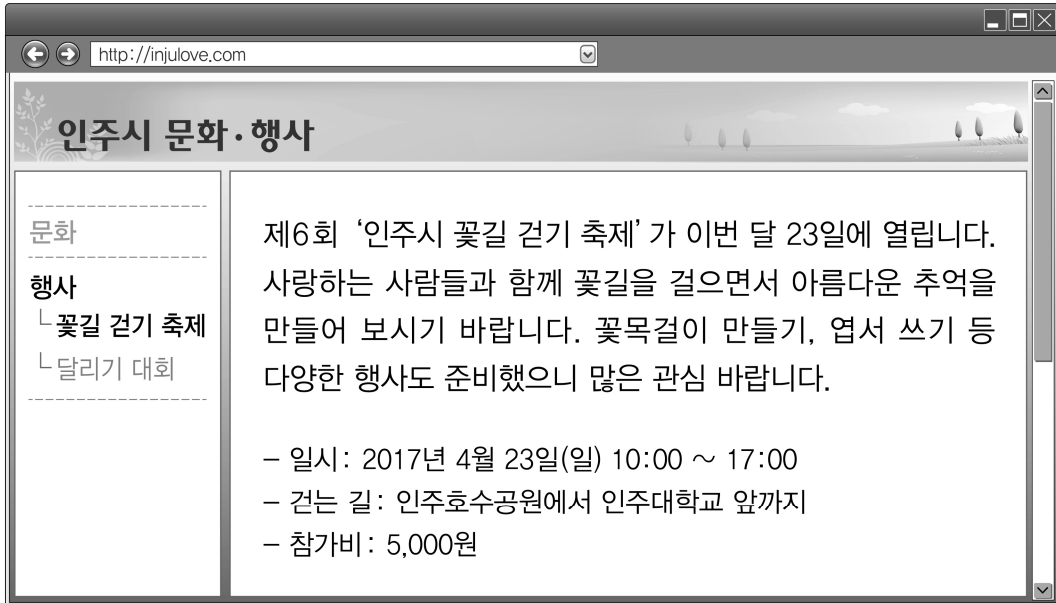 http://injulove.com
인주시 문화·행사
문화
행사
└ 꽃길 걷기 축제
└ 달리기 대회
제6회 ‘인주시 꽃길 걷기 축제’가 이번 달 23일에 열립니다.
사랑하는 사람들과 함께 꽃길을 걸으면서 아름다운 추억을
만들어 보시기 바랍니다. 꽃목걸이 만들기, 엽서 쓰기 등
다양한 행사도 준비했으니 많은 관심 바랍니다.
– 일시: 2017년 4월 23일(일) 10:00 ~ 17:00
– 걷는 길: 인주호수공원에서 인주대학교 앞까지
– 참가비: 5,000원